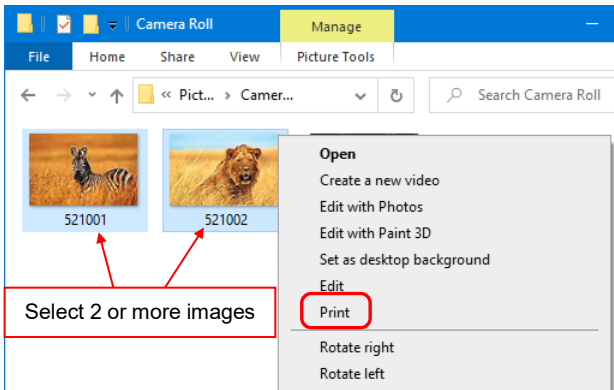 Camera Roll
Manage
File
Home
Share
View
Picture Tools
« Pict... › Camer...
Search Camera Roll
521001
521002
Select 2 or more images
Open
Create a new video
Edit with Photos
Edit with Paint 3D
Set as desktop background
Edit
Print
Rotate right
Rotate left